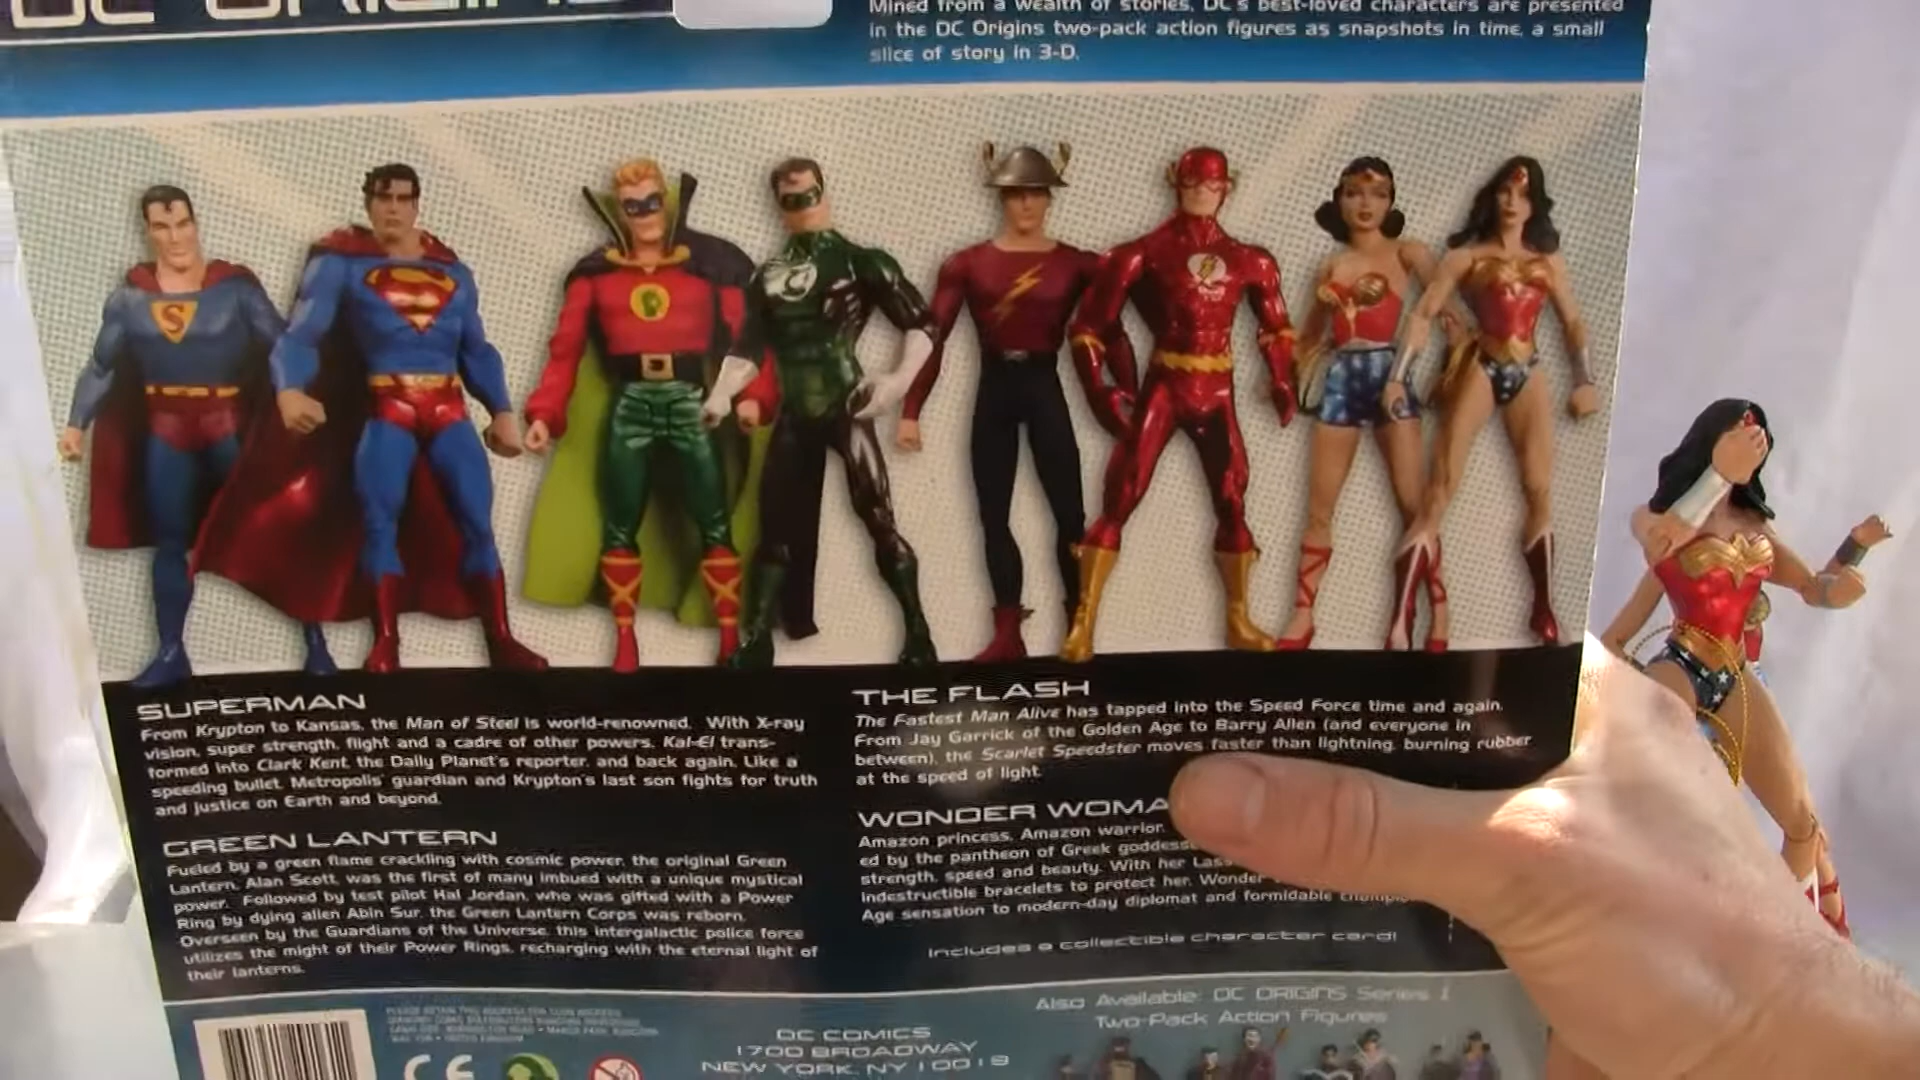 DC ORIGINS
Mined from a wealth of stories, DC's best-loved characters are presented
in the DC Origins two-pack action figures as snapshots in time, a small
slice of story in 3-D.
SUPERMAN
From Krypton to Kansas, the Man of Steel is world-renowned. With X-ray
vision, super strength, flight and a cadre of other powers, Kal-El trans-
formed into Clark Kent, the Daily Planet's reporter, and back again. Like a
speeding bullet, Metropolis' guardian and Krypton's last son fights for truth
and justice on Earth and beyond.
GREEN LANTERN
Fueled by a green flame crackling with cosmic power, the original Green
Lantern, Alan Scott, was the first of many imbued with a unique mystical
power. Followed by test pilot Hal Jordan, who was gifted with a Power
Ring by dying alien Abin Sur, the Green Lantern Corps was reborn.
Overseen by the Guardians of the Universe, this intergalactic police force
utilizes the might of their Power Rings, recharging with the eternal light of
their lanterns.
THE FLASH
The Fastest Man Alive has tapped into the Speed Force time and again.
From Jay Garrick of the Golden Age to Barry Allen (and everyone in
between), the Scarlet Speedster moves faster than lightning, burning rubber
at the speed of light.
WONDER WOMA
Amazon princess. Amazon warrior.
ed by the pantheon of Greek goddess
strength, speed and beauty. With her Lass
indestructible bracelets to protect her, Wonder
Age sensation to modern-day diplomat and formidable
Includes a collectible character card!
Also Available: DC ORIGINS Series 1
Two-Pack Action Figures
DC COMICS
1700 BROADWAY
NEW YORK, NY 10019
CE